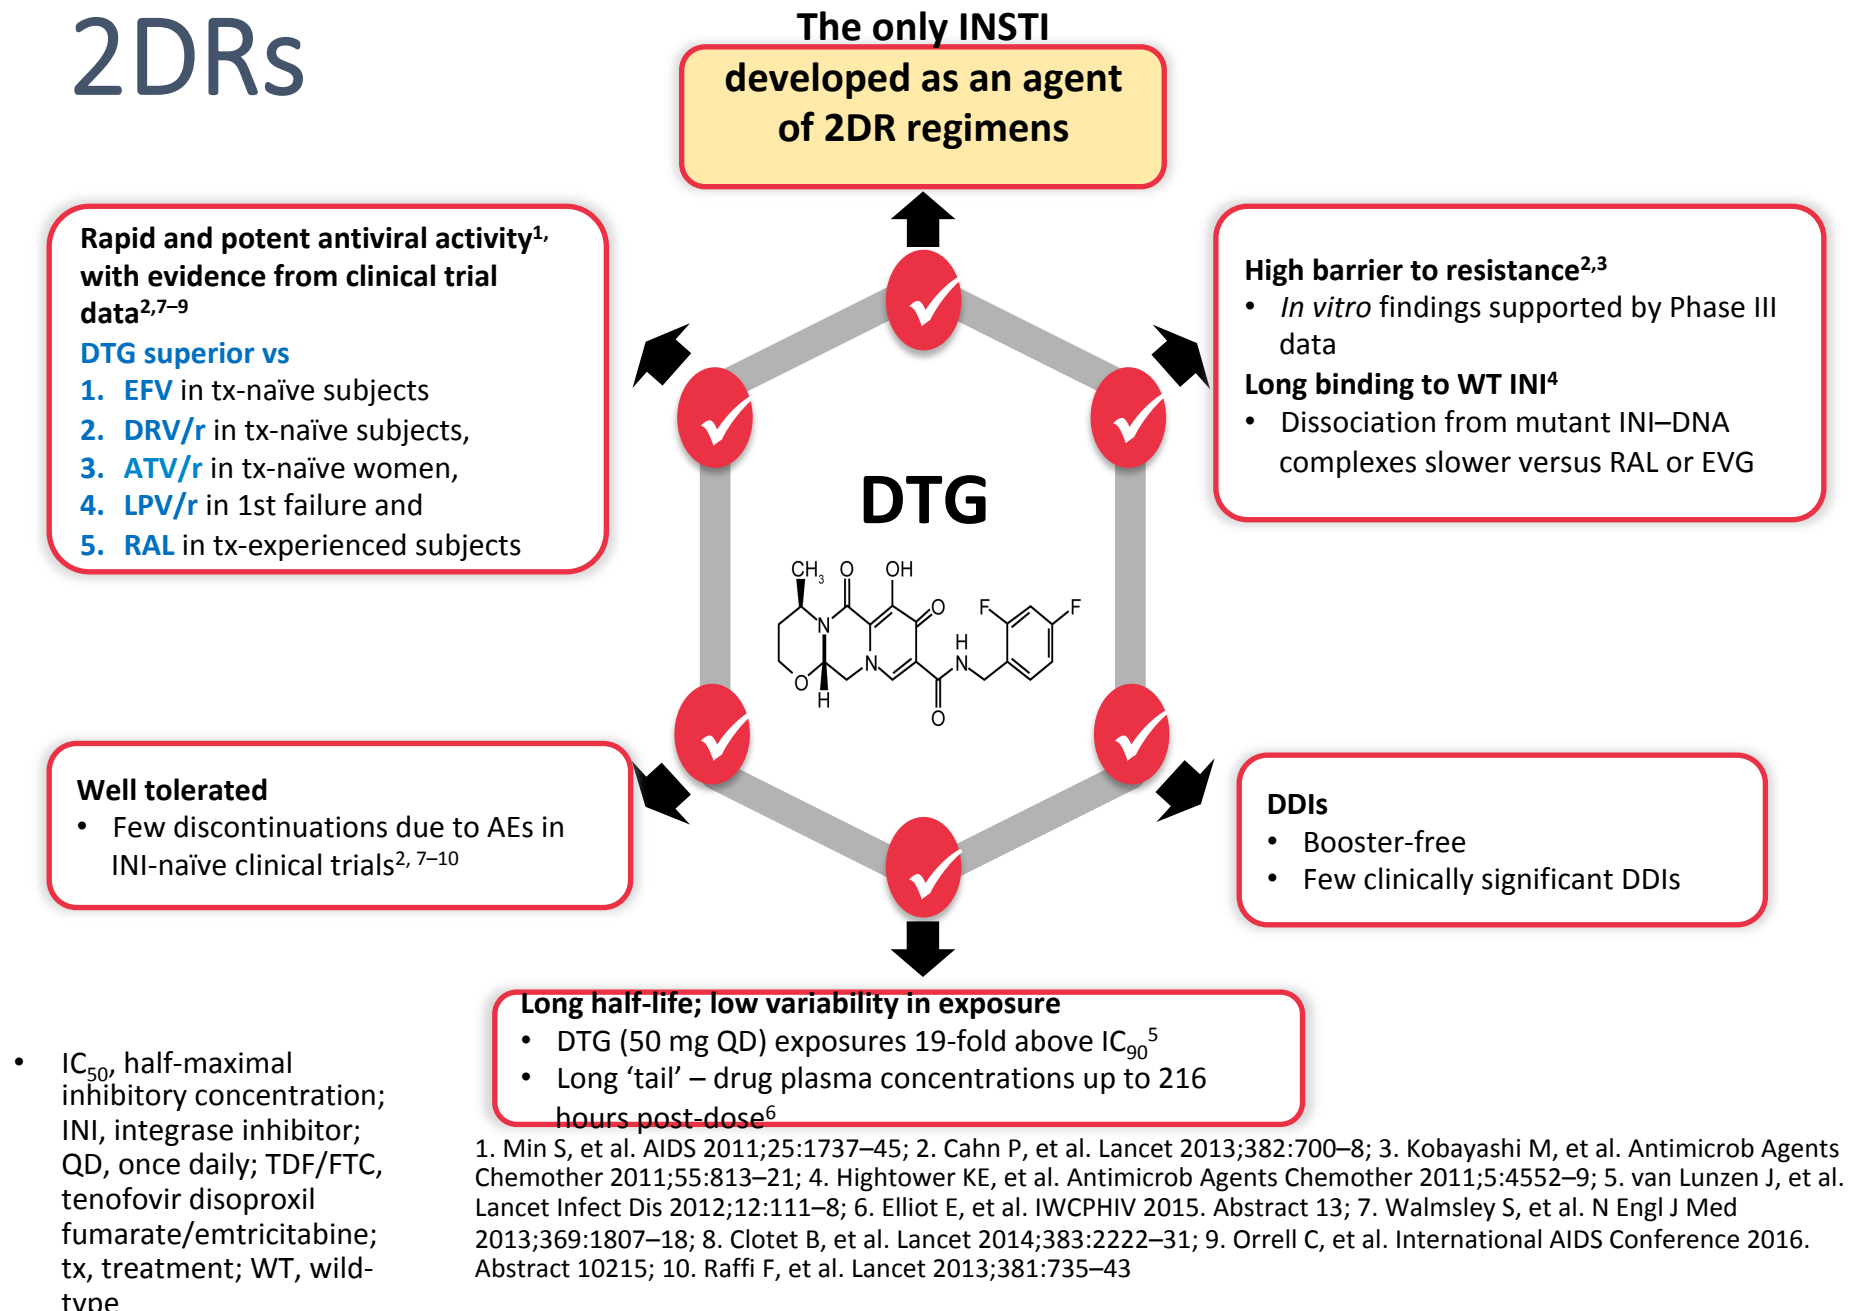 2DRs
The only INSTI
developed as an agent
of 2DR regimens
Rapid and potent antiviral activity1,
with evidence from clinical trial
data2,7–9
DTG superior vs
1. EFV in tx-naïve subjects
2. DRV/r in tx-naïve subjects,
3. ATV/r in tx-naïve women,
4. LPV/r in 1st failure and
5. RAL in tx-experienced subjects
High barrier to resistance2,3
• In vitro findings supported by Phase III
data
Long binding to WT INI4
• Dissociation from mutant INI–DNA
complexes slower versus RAL or EVG
DTG
CH3 O OH
O F F
N
H
N N
O
H
O
Well tolerated
• Few discontinuations due to AEs in
INI-naïve clinical trials2, 7–10
DDIs
• Booster-free
• Few clinically significant DDIs
Long half-life; low variability in exposure
• DTG (50 mg QD) exposures 19-fold above IC90 5
• Long ‘tail’ – drug plasma concentrations up to 216
hours post-dose6
• IC50, half-maximal
inhibitory concentration;
INI, integrase inhibitor;
QD, once daily; TDF/FTC,
tenofovir disoproxil
fumarate/emtricitabine;
tx, treatment; WT, wild-
type
1. Min S, et al. AIDS 2011;25:1737–45; 2. Cahn P, et al. Lancet 2013;382:700–8; 3. Kobayashi M, et al. Antimicrob Agents
Chemother 2011;55:813–21; 4. Hightower KE, et al. Antimicrob Agents Chemother 2011;5:4552–9; 5. van Lunzen J, et al.
Lancet Infect Dis 2012;12:111–8; 6. Elliot E, et al. IWCPHIV 2015. Abstract 13; 7. Walmsley S, et al. N Engl J Med
2013;369:1807–18; 8. Clotet B, et al. Lancet 2014;383:2222–31; 9. Orrell C, et al. International AIDS Conference 2016.
Abstract 10215; 10. Raffi F, et al. Lancet 2013;381:735–43